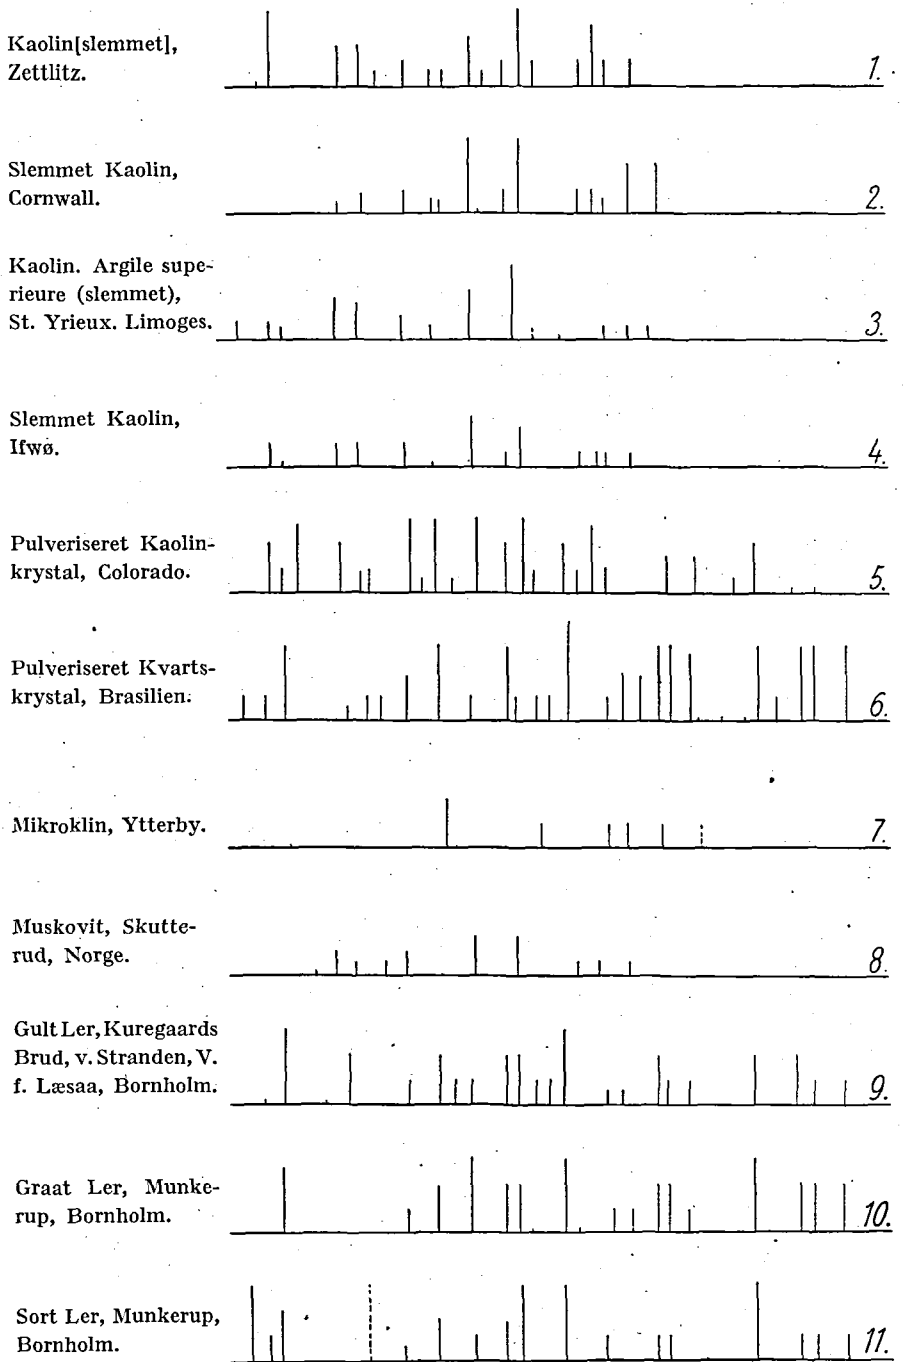 Kaolin[slemmet],
Zettlitz.
1.
Slemmet Kaolin,
Cornwall.
2.
Kaolin. Argile supe-
rieure (slemmet),
St. Yrieux. Limoges.
3.
Slemmet Kaolin,
Ifwø.
4.
Pulveriseret Kaolin-
krystal, Colorado.
5.
Pulveriseret Kvarts-
krystal, Brasilien.
6.
Mikroklin, Ytterby.
7.
Muskovit, Skutte-
rud, Norge.
8.
Gult Ler, Kuregaards
Brud, v. Stranden, V.
f. Læsaa, Bornholm.
9.
Graat Ler, Munke-
rup, Bornholm.
10.
Sort Ler, Munkerup,
Bornholm.
11.